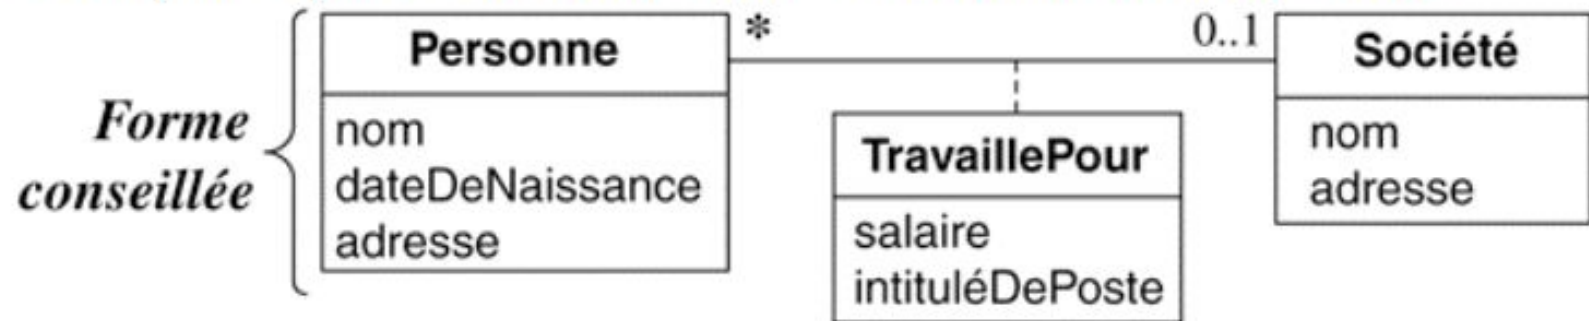 Forme
conseillée
Personne
nom
dateDeNaissance
adresse
*
0..1
TravaillePour
salaire
intituléDePoste
Société
nom
adresse